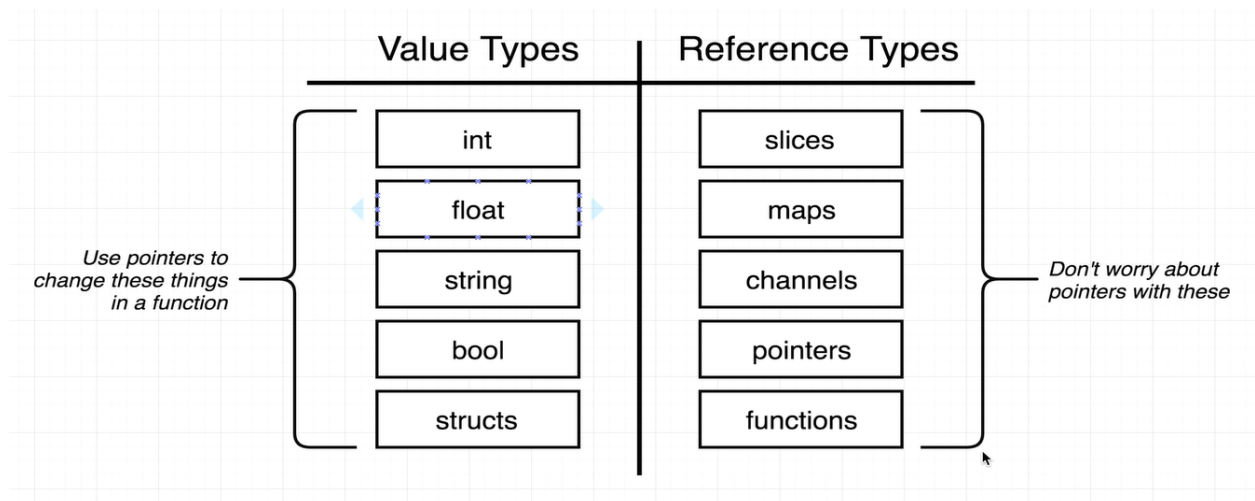 Value Types
Reference Types
int
slices
float
maps
Use pointers to
change these things
in a function
string
channels
Don't worry about
pointers with these
bool
pointers
structs
functions